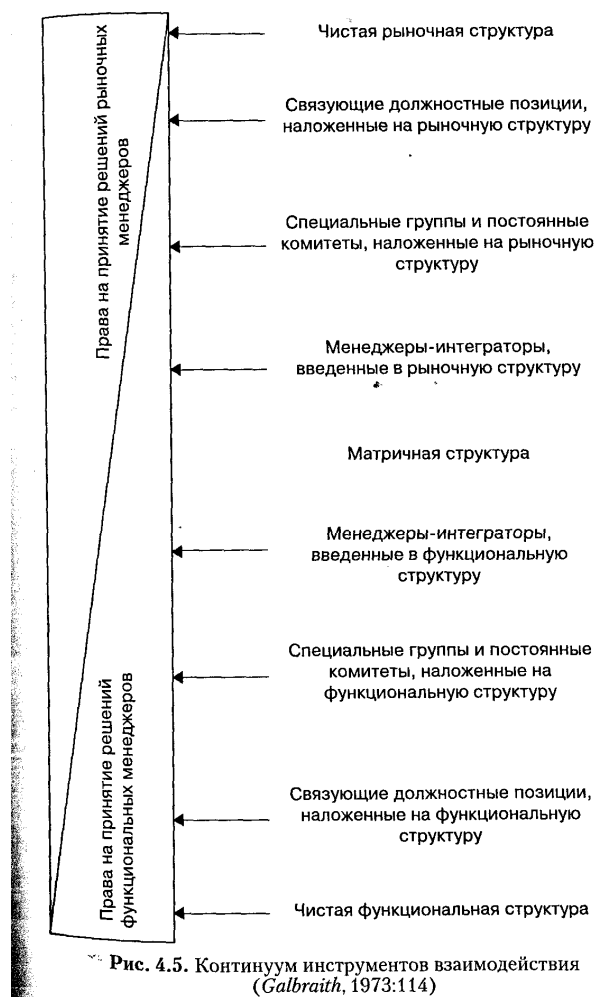 Чистая рыночная структура
Связующие должностные позиции,
наложенные на рыночную структуру
Специальные группы и постоянные
комитеты, наложенные на рыночную
структуру
Менеджеры-интеграторы,
введенные в рыночную структуру
Матричная структура
Менеджеры-интеграторы,
введенные в функциональную
структуру
Специальные группы и постоянные
комитеты, наложенные на
функциональную структуру
Связующие должностные позиции,
наложенные на функциональную
структуру
Чистая функциональная структура
Права на принятие решений рыночных
менеджеров
Права на принятие решений
функциональных менеджеров
Рис. 4.5. Континуум инструментов взаимодействия
(Galbraith, 1973:114)